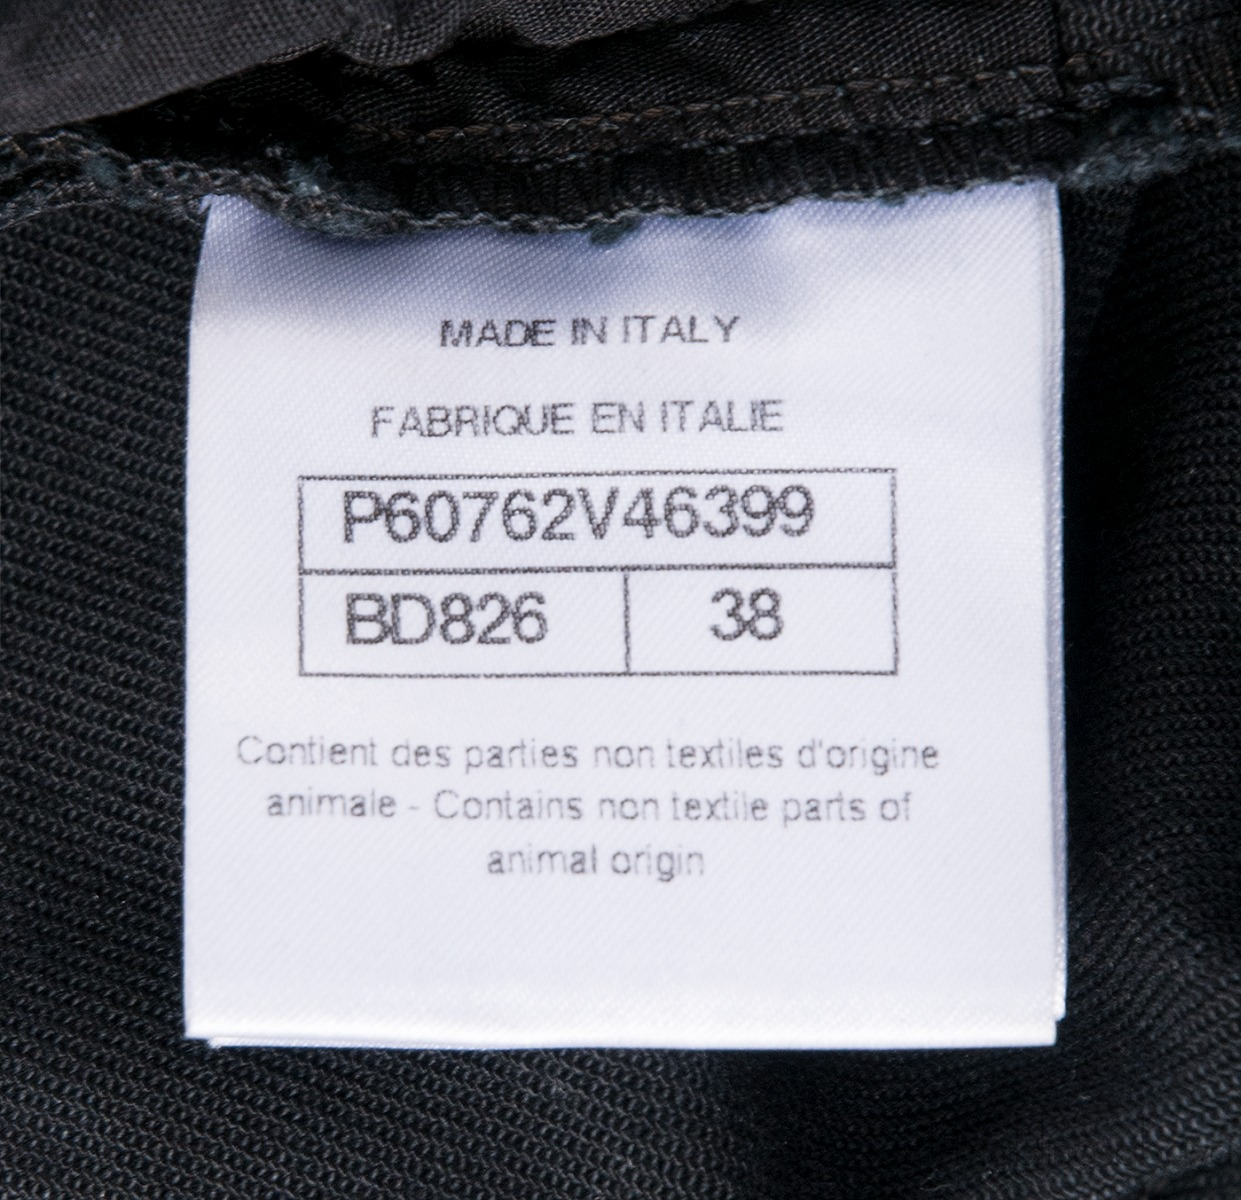 MADE IN ITALY
FABRIQUE EN ITALIE
P60762V46399
BD826 38
Contient des parties non textiles d'origine
animale - Contains non textile parts of
animal origin